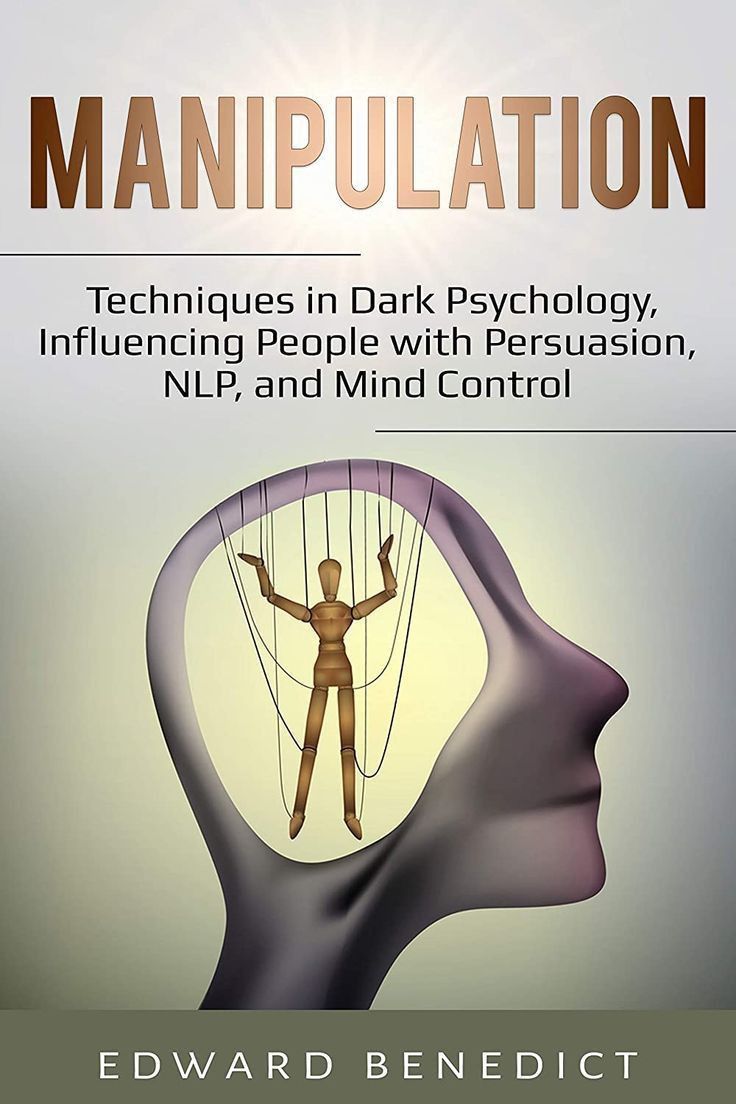 MANIPULATION
Techniques in Dark Psychology,
Influencing People with Persuasion,
NLP, and Mind Control
EDWARD BENEDICT